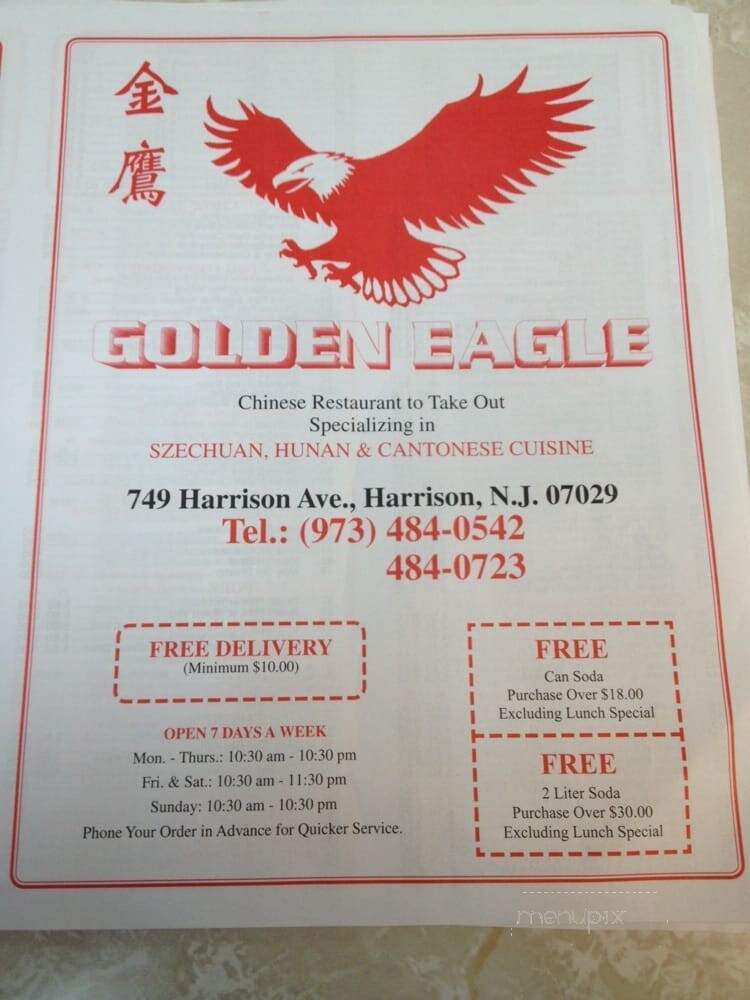 金
鷹
GOLDEN EAGLE
Chinese Restaurant to Take Out
Specializing in
SZECHUAN, HUNAN & CANTONESE CUISINE
749 Harrison Ave., Harrison, N.J. 07029
Tel.: (973) 484-0542
484-0723
FREE DELIVERY
(Minimum $10.00)
OPEN 7 DAYS A WEEK
Mon. - Thurs.: 10:30 am - 10:30 pm
Fri. & Sat.: 10:30 am - 11:30 pm
Sunday: 10:30 am - 10:30 pm
Phone Your Order in Advance for Quicker Service.
FREE
Can Soda
Purchase Over $18.00
Excluding Lunch Special
FREE
2 Liter Soda
Purchase Over $30.00
Excluding Lunch Special
menupix